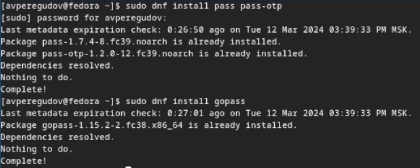 [avperegudov@fedora ~]$ sudo dnf install pass pass-otp
[sudo] password for avperegudov:
Last metadata expiration check: 0:26:50 ago on Tue 12 Mar 2024 03:39:33 PM MSK.
Package pass-1.7.4-8.fc39.noarch is already installed.
Package pass-otp-1.2.0-12.fc39.noarch is already installed.
Dependencies resolved.
Nothing to do.
Complete!
[avperegudov@fedora ~]$ sudo dnf install gopass
Last metadata expiration check: 0:27:01 ago on Tue 12 Mar 2024 03:39:33 PM MSK.
Package gopass-1.15.2-2.fc38.x86_64 is already installed.
Dependencies resolved.
Nothing to do.
Complete!